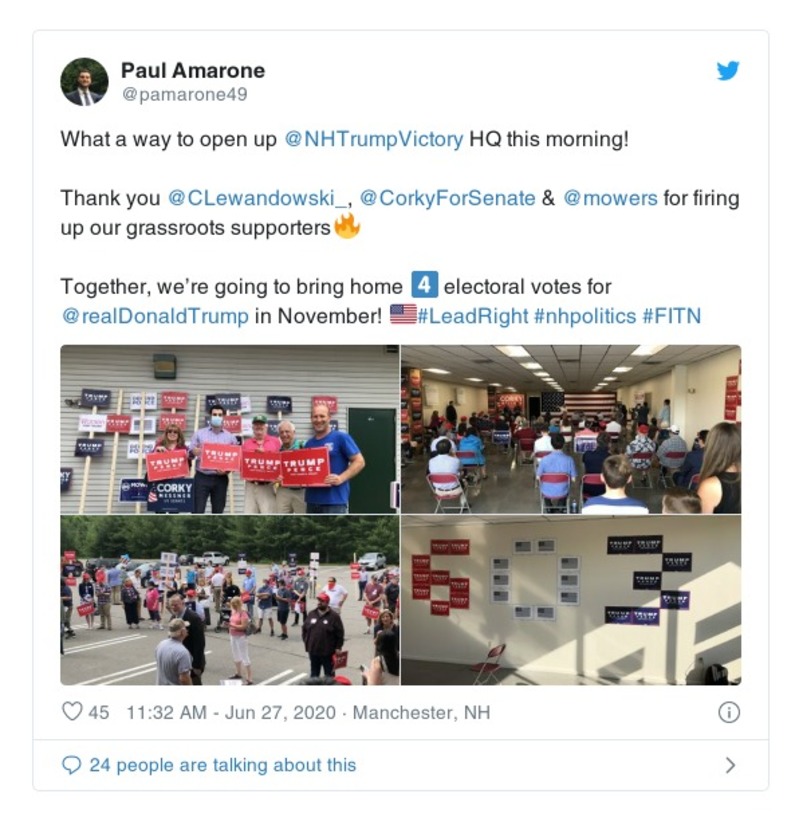 Paul Amarone
@pamarone49
What a way to open up @NHTrumpVictory HQ this morning!
Thank you @CLewandowski_, @CorkyForSenate & @mowers for firing
up our grassroots supporters🔥
Together, we're going to bring home 4️⃣ electoral votes for
@realDonaldTrump in November! 🇺🇸#LeadRight #nhpolitics #FITN
TRUMP
PENCE
TRUMP
PENCE
TRUMP
PENCE
TRUMP
PENCE
CORKY
MESSNER
CORKY
45 11:32 AM - Jun 27, 2020 · Manchester, NH
24 people are talking about this